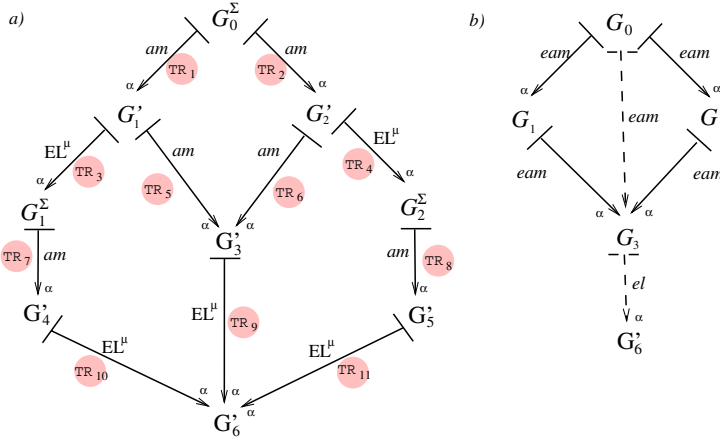 a)
G₀^Σ
am
am
TR 1
TR 2
α
α
G'₁
G'₂
EL^μ
am
am
EL^μ
TR 3
TR 5
TR 6
TR 4
α
α
G₁^Σ
α
α
G₂^Σ
TR 7
am
G'₃
am
TR 8
α
α
G'₄
EL^μ
TR 9
G'₅
EL^μ
EL^μ
TR 10
TR 11
α
α
α
G'₆
b)
G₀
eam
eam
α
α
G₁
eam
G
eam
eam
α
α
G₃
el
α
G'₆